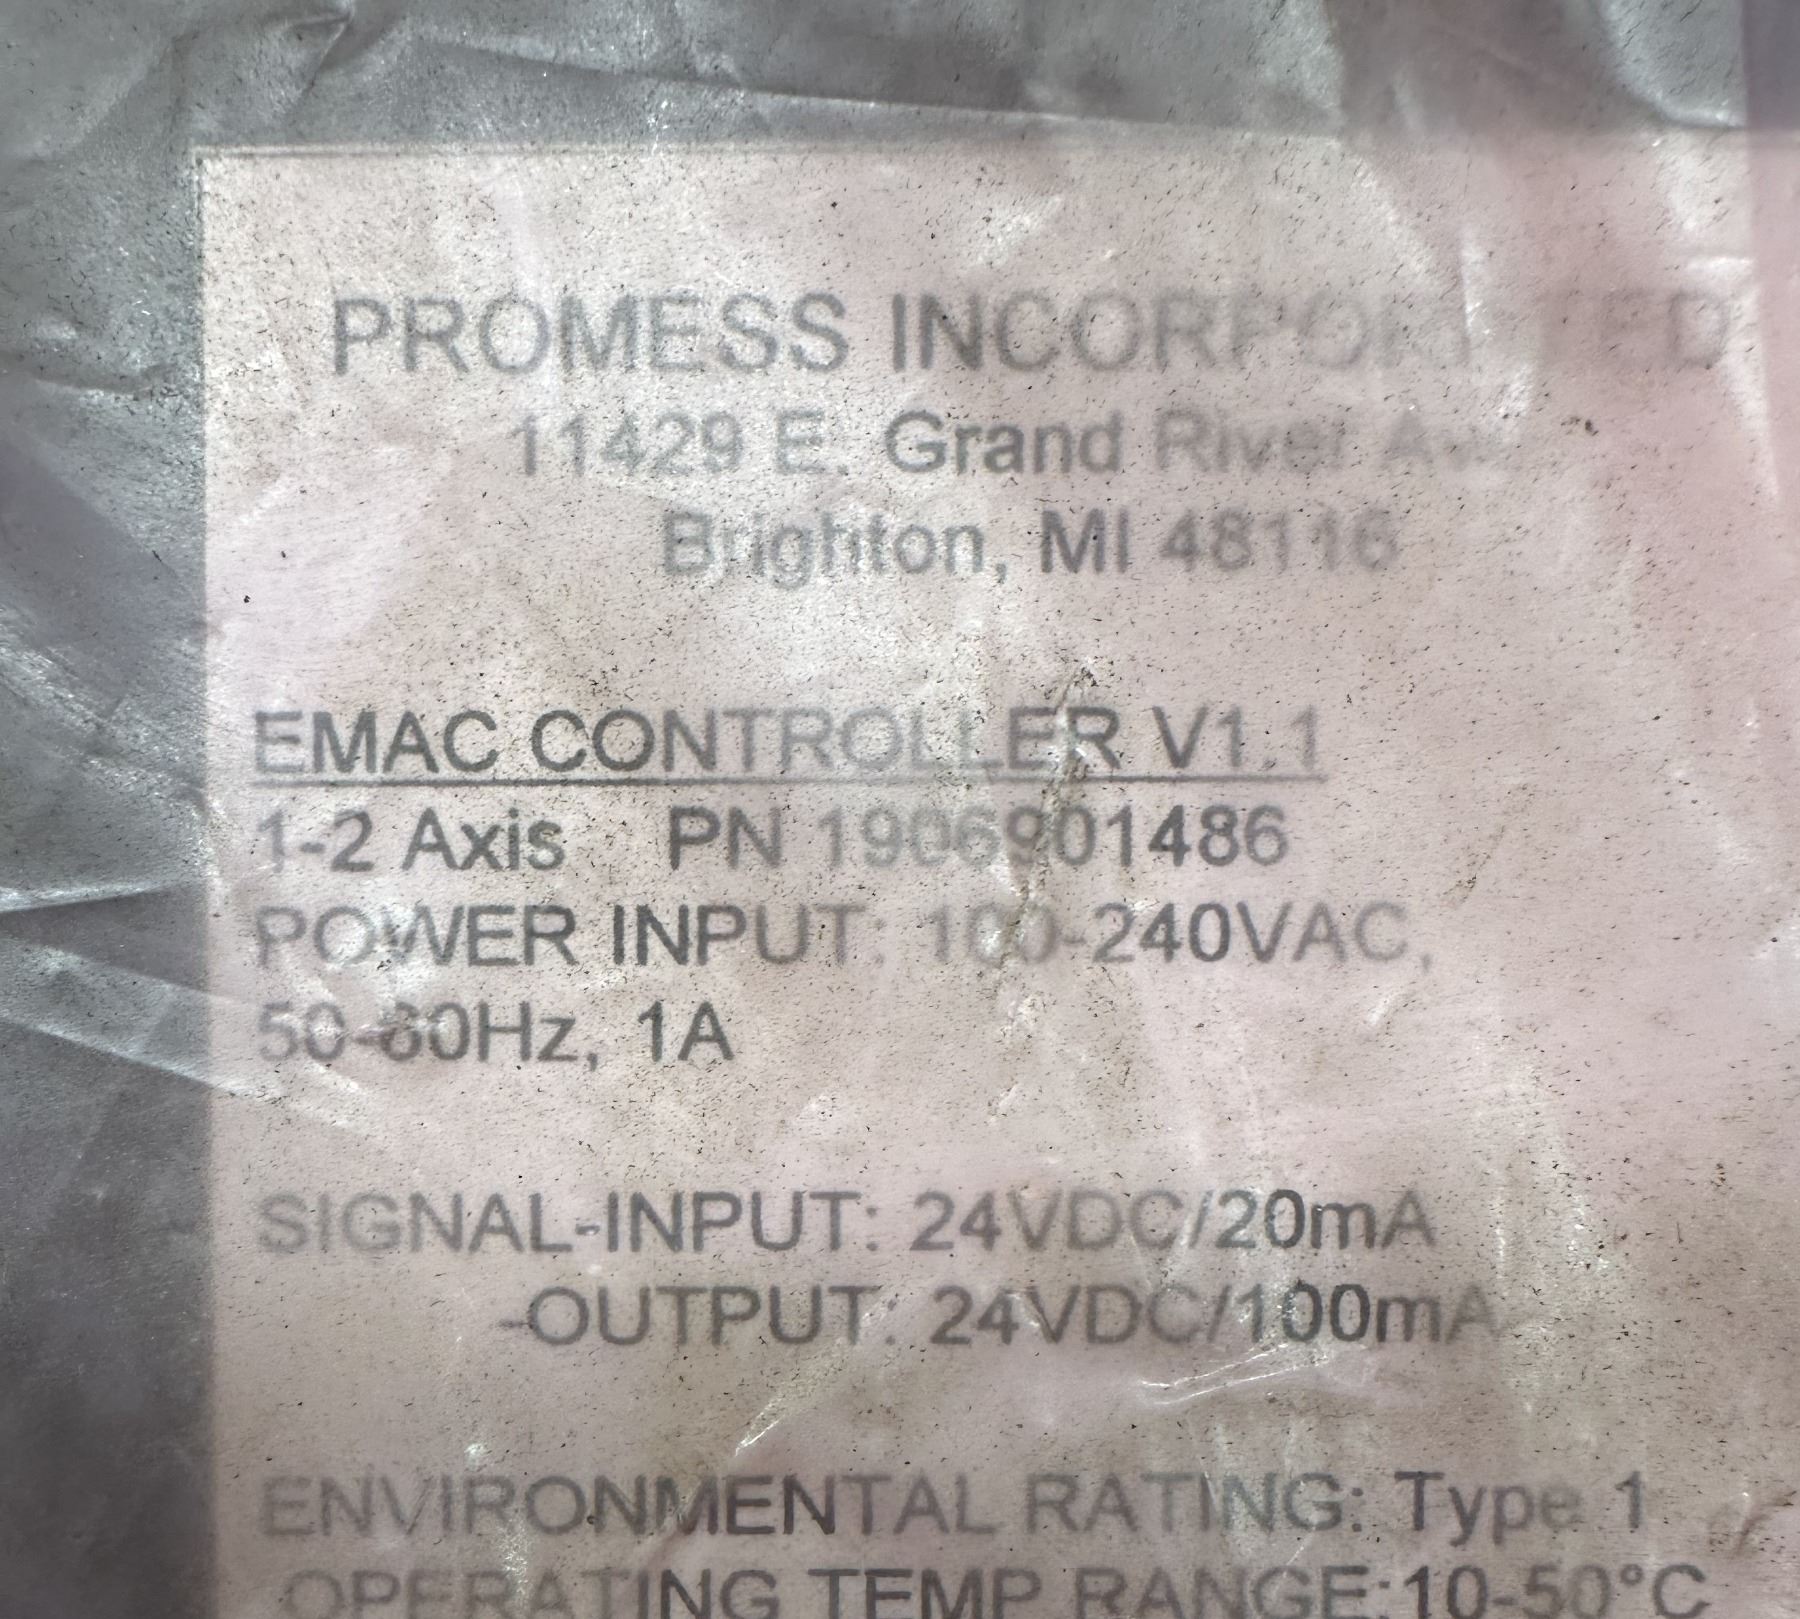 PROMESS INCORPORATED
11429 E. Grand River Ave.
Brighton, MI 48116
EMAC CONTROLLER V1.1
1-2 Axis PN 1906901486
POWER INPUT: 100-240VAC,
50-60Hz, 1A
SIGNAL-INPUT: 24VDC/20mA
-OUTPUT: 24VDC/100mA
ENVIRONMENTAL RATING: Type 1
OPERATING TEMP RANGE:10-50°C